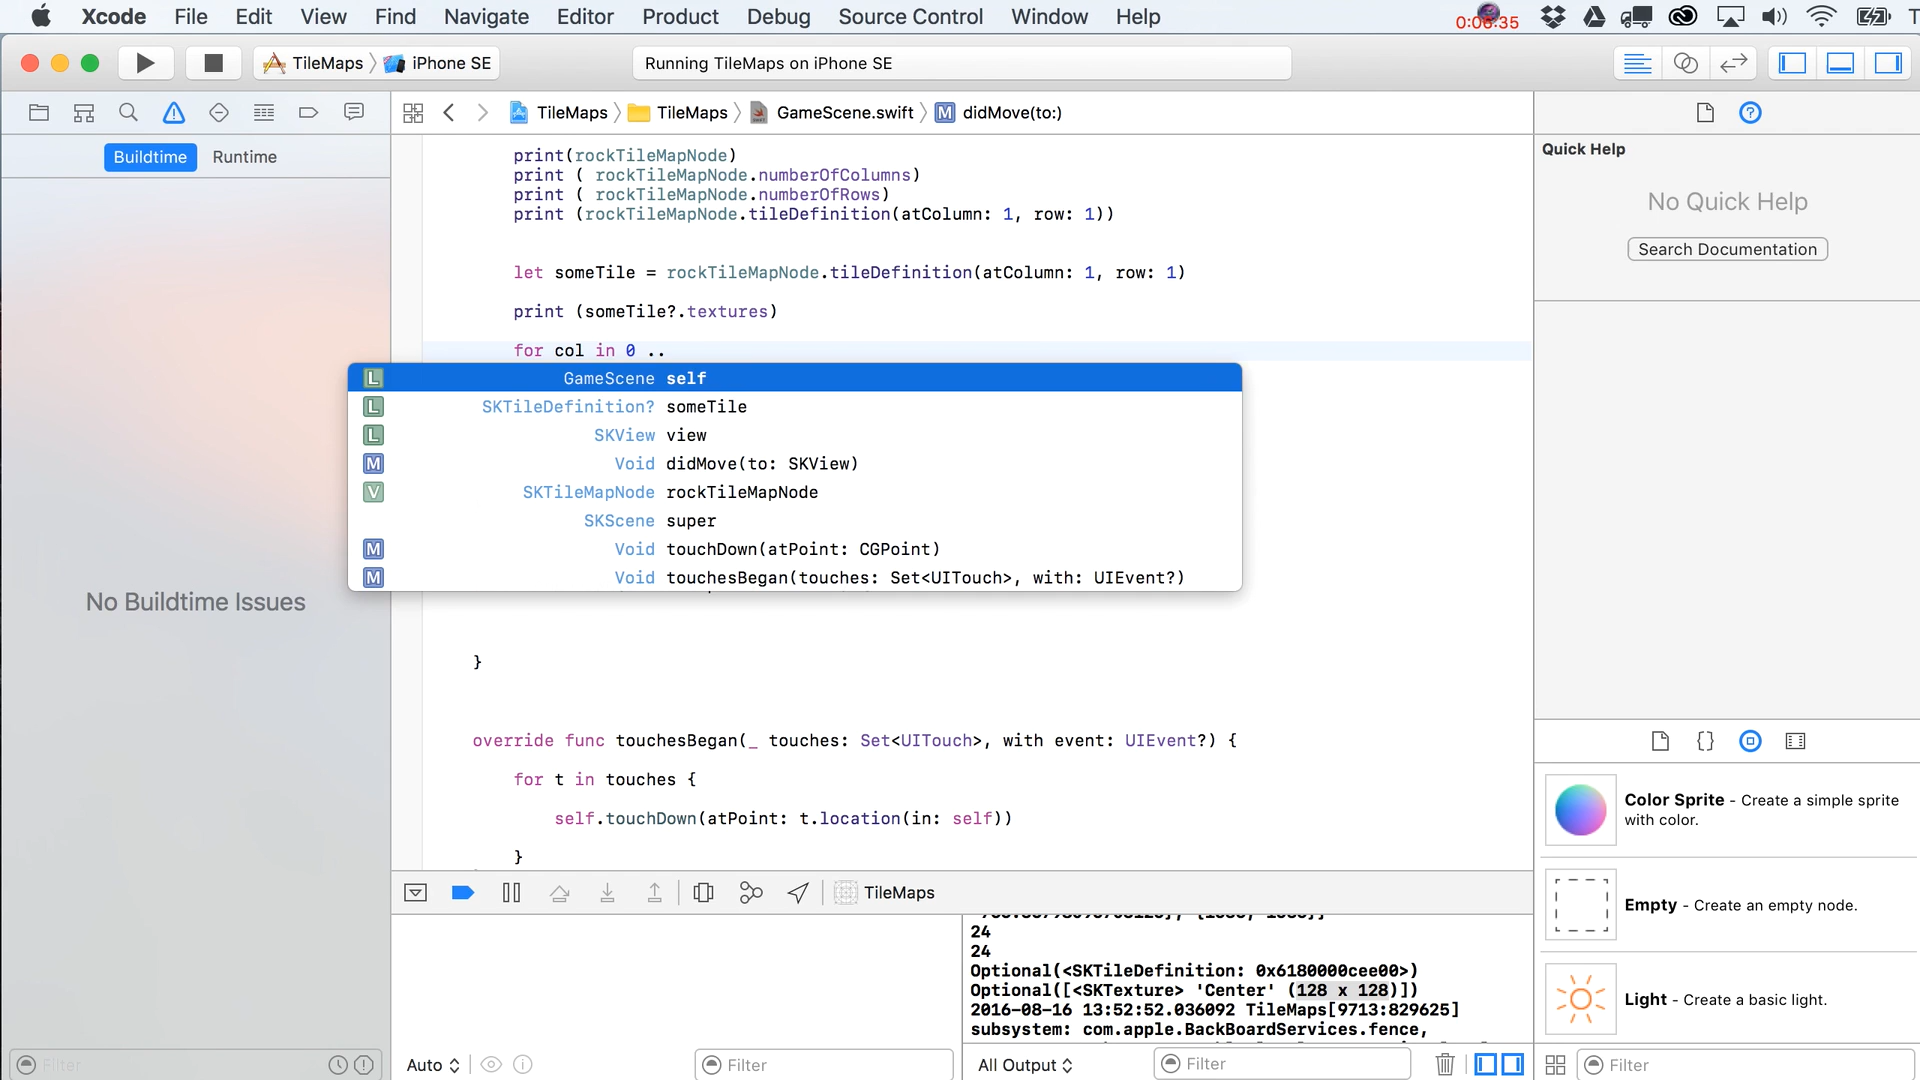 Xcode File Edit View Find Navigate Editor Product Debug Source Control Window Help 0:06:35
TileMaps iPhone SE Running TileMaps on iPhone SE
TileMaps TileMaps GameScene.swift M didMove(to:)
Buildtime Runtime
No Buildtime Issues
print(rockTileMapNode)
print ( rockTileMapNode.numberOfColumns)
print ( rockTileMapNode.numberOfRows)
print (rockTileMapNode.tileDefinition(atColumn: 1, row: 1))
let someTile = rockTileMapNode.tileDefinition(atColumn: 1, row: 1)
print (someTile?.textures)
for col in 0 ..
L GameScene self
L SKTileDefinition? someTile
L SKView view
M Void didMove(to: SKView)
V SKTileMapNode rockTileMapNode
SKScene super
M Void touchDown(atPoint: CGPoint)
M Void touchesBegan(touches: Set<UITouch>, with: UIEvent?)
}
override func touchesBegan(_ touches: Set<UITouch>, with event: UIEvent?) {
for t in touches {
self.touchDown(atPoint: t.location(in: self))
}
TileMaps
24
24
Optional(<SKTileDefinition: 0x6180000cee00>)
Optional([<SKTexture> 'Center' (128 x 128)])
2016-08-16 13:52:52.036092 TileMaps[9713:829625]
subsystem: com.apple.BackBoardServices.fence,
Filter
Auto
Filter
All Output
Filter
Quick Help
No Quick Help
Search Documentation
{}
Color Sprite - Create a simple sprite
with color.
Empty - Create an empty node.
Light - Create a basic light.
Filter